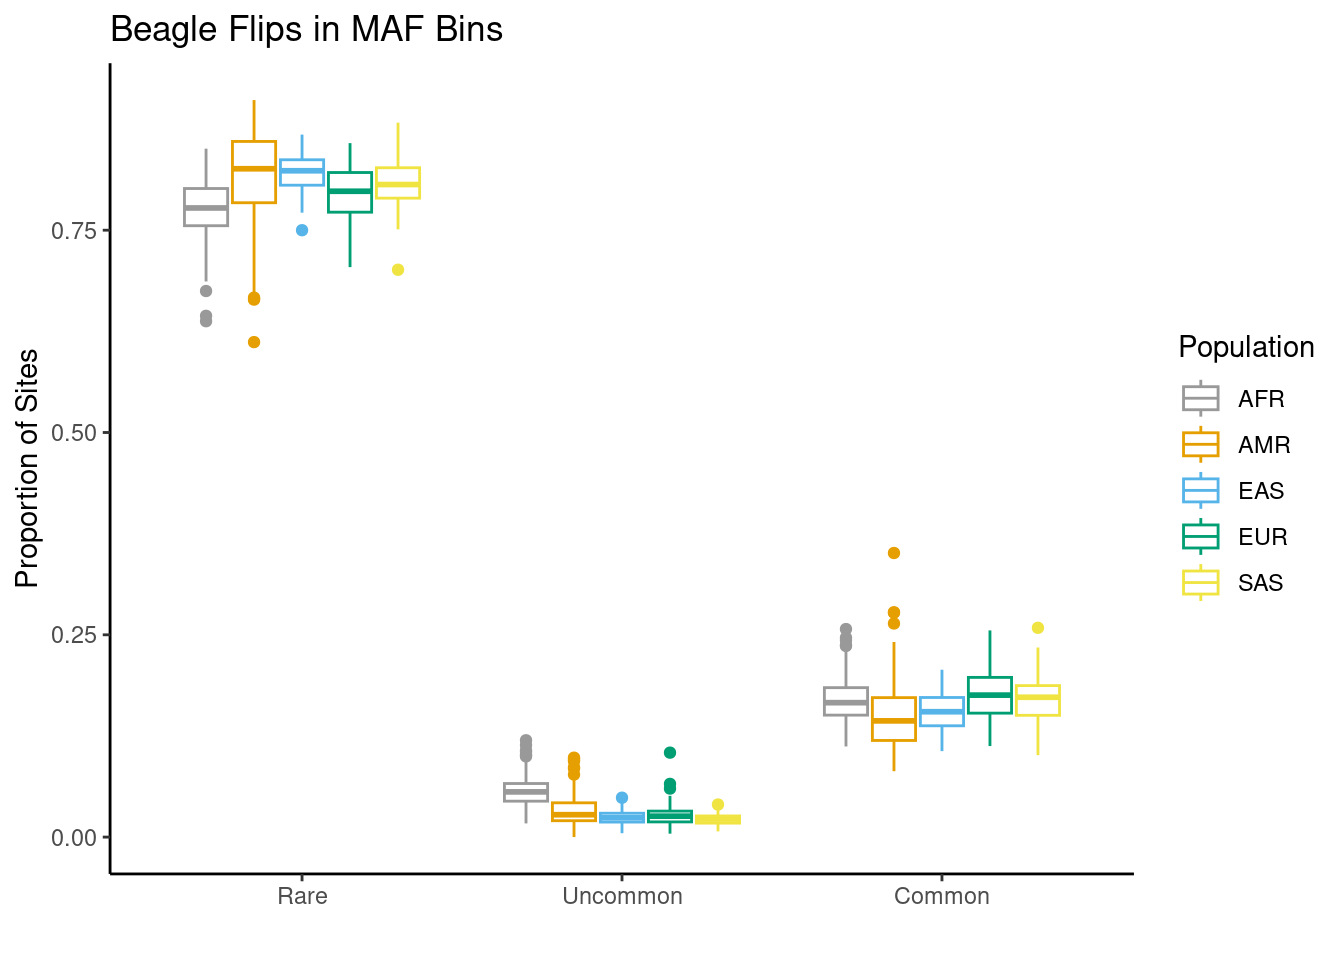 Beagle Flips in MAF Bins
Proportion of Sites
0.75
0.50
0.25
0.00
Rare
Uncommon
Common
Population
AFR
AMR
EAS
EUR
SAS